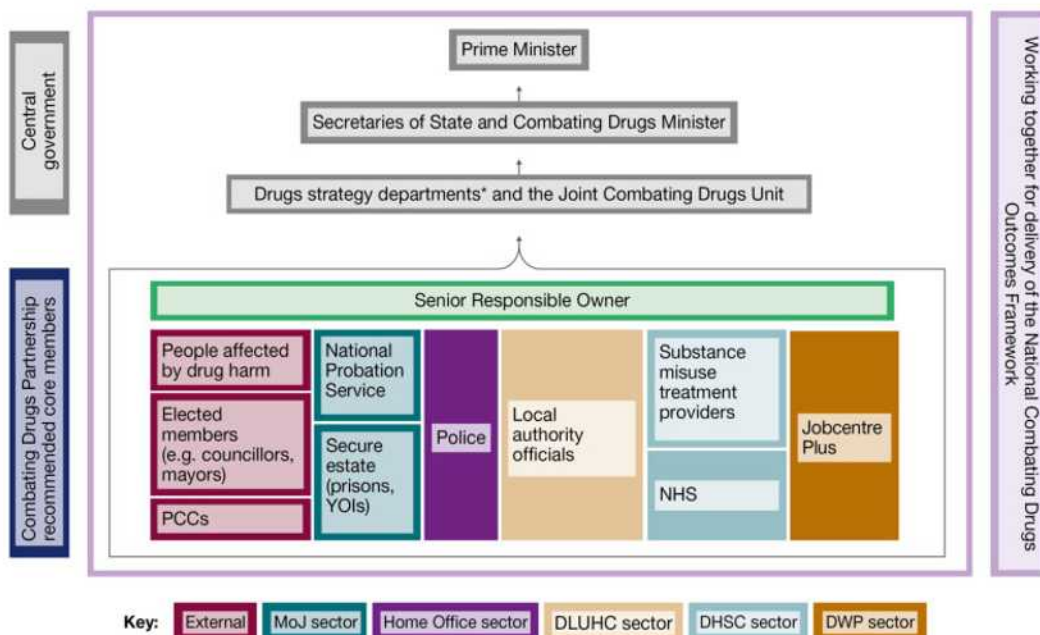 Central
government
Prime Minister
Secretaries of State and Combating Drugs Minister
Drugs strategy departments* and the Joint Combating Drugs Unit
Combating Drugs Partnership
recommended core members
Senior Responsible Owner
People affected
by drug harm
Elected
members
(e.g. councillors,
mayors)
PCCs
National
Probation
Service
Secure
estate
(prisons,
YOIs)
Police
Local
authority
officials
Substance
misuse
treatment
providers
NHS
Jobcentre
Plus
Working together for delivery of the National Combating Drugs
Outcomes Framework
Key: External MoJ sector Home Office sector DLUHC sector DHSC sector DWP sector